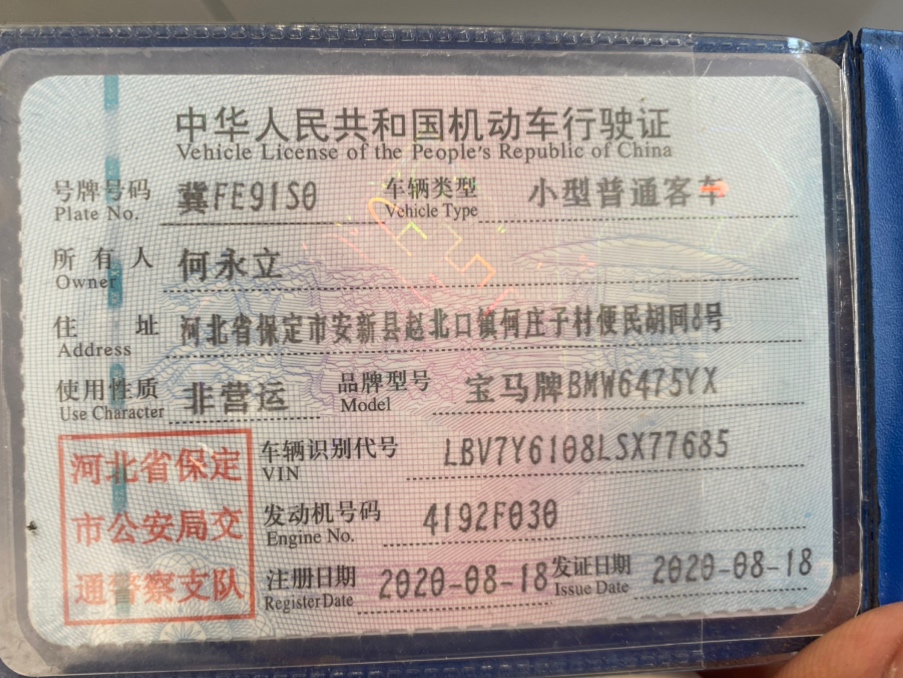 中华人民共和国机动车行驶证
Vehicle License of the People's Republic of China
号牌号码 冀FE91S0 车辆类型 小型普通客车
Plate No. Vehicle Type
所有人 何永立
Owner
住址 河北省保定市安新县赵北口镇何庄子村便民胡同8号
Address
使用性质 非营运 品牌型号 宝马牌BMW6475YX
Use Character Model
河北省保定
市公安局交
通警察支队
车辆识别代号 LBV7Y6108LSX77685
VIN
发动机号码 4192F030
Engine No.
注册日期 2020-08-18 发证日期 2020-08-18
Register Date Issue Date